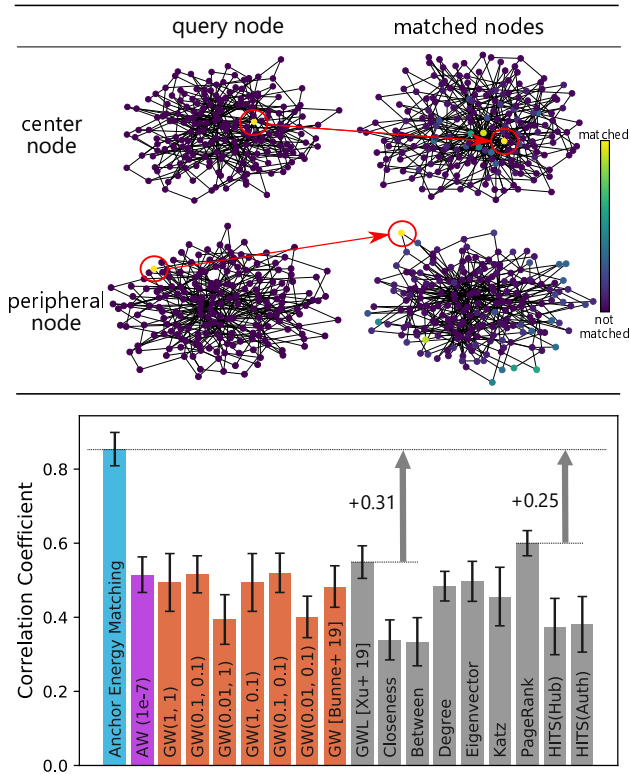 query node
matched nodes
center
node
matched
peripheral
node
not
matched
Correlation Coefficient
0.8
0.6
0.4
0.2
0.0
+0.31
+0.25
Anchor Energy Matching
AW (1e-7)
GW(1, 1)
GW(0.1, 0.1)
GW(0.01, 1)
GW(1, 0.1)
GW(0.1, 0.1)
GW(0.01, 0.1)
GW [Bunne+ 19]
GWL [Xu+ 19]
Closeness
Between
Degree
Eigenvector
Katz
PageRank
HITS(Hub)
HITS(Auth)